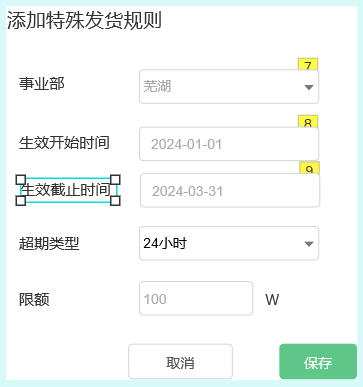 添加特殊发货规则
7
事业部 芜湖
8
生效开始时间 2024-01-01
9
生效截止时间 2024-03-31
超期类型 24小时
限额 100 W
取消 保存